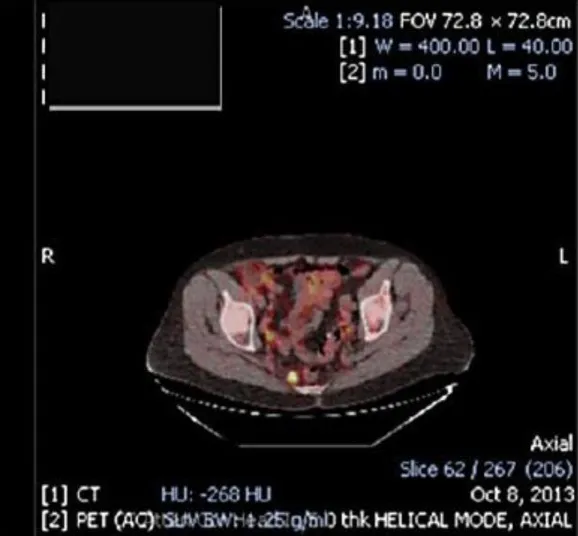 A
Scale 1:9.18 FOV 72.8 × 72.8cm
[1] W = 400.00 L = 40.00
[2] m = 0.0 M = 5.0
R L
Axial
Slice 62 / 267 (206)
[1] CT HU: -268 HU Oct 8, 2013
[2] PET (AC) SUV BW: thk HELICAL MODE, AXIAL